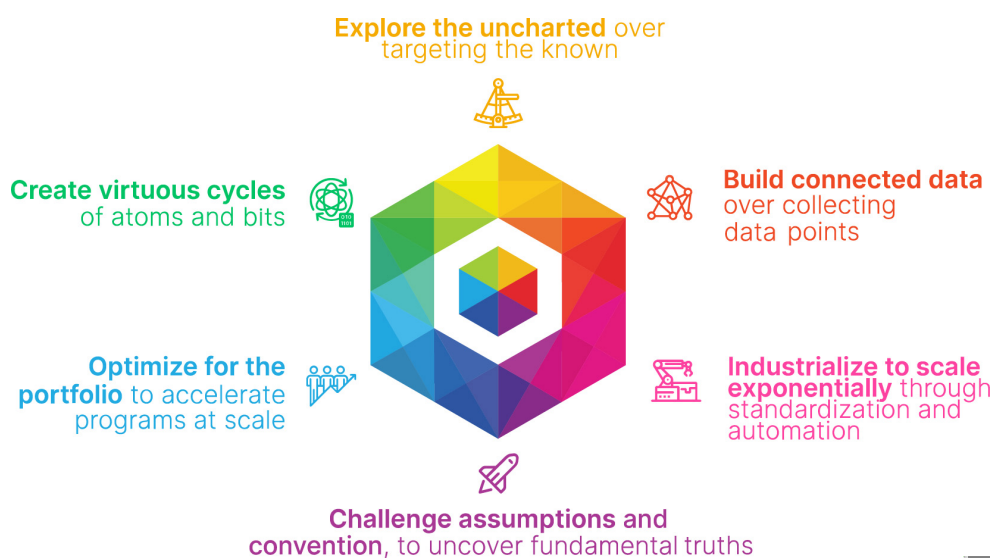 Explore the uncharted over
targeting the known
Build connected data
over collecting
data points
Industrialize to scale
exponentially through
standardization and
automation
Challenge assumptions and
convention, to uncover fundamental truths
Optimize for the
portfolio to accelerate
programs at scale
Create virtuous cycles
of atoms and bits
010
1101